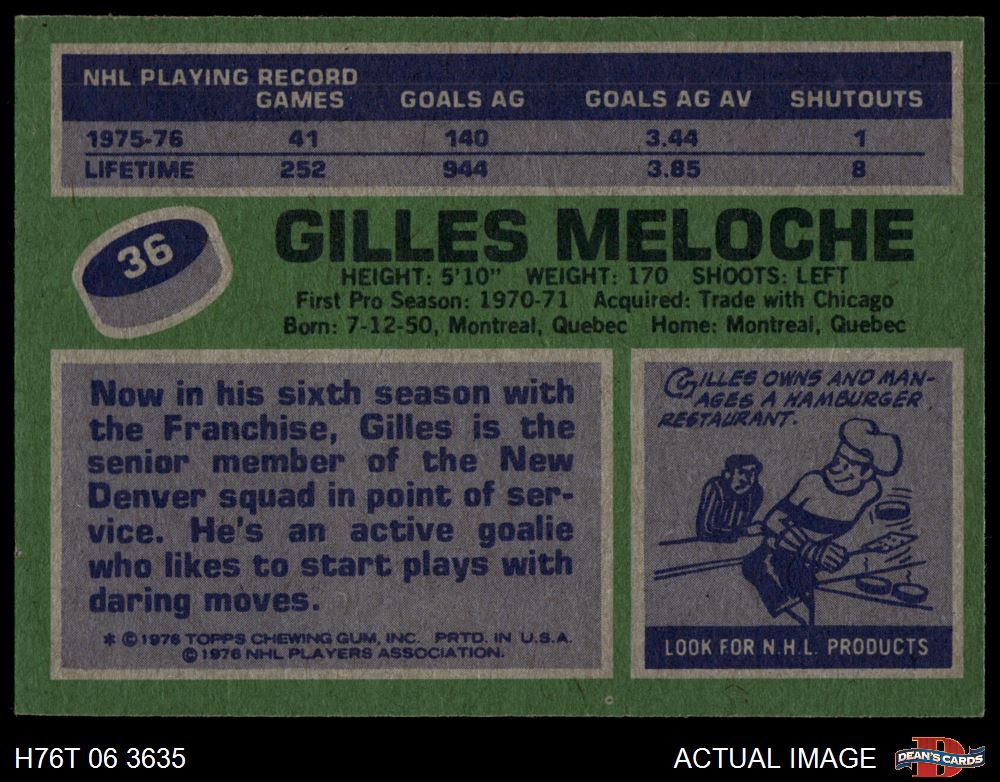 NHL PLAYING RECORD
GAMES GOALS AG GOALS AG AV SHUTOUTS
1975-76 41 140 3.44 1
LIFETIME 252 944 3.85 8
36
GILLES MELOCHE
HEIGHT: 5'10" WEIGHT: 170 SHOOTS: LEFT
First Pro Season: 1970-71 Acquired: Trade with Chicago
Born: 7-12-50, Montreal, Quebec Home: Montreal, Quebec
Now in his sixth season with
the Franchise, Gilles is the
senior member of the New
Denver squad in point of ser-
vice. He's an active goalie
who likes to start plays with
daring moves.
* © 1976 TOPPS CHEWING GUM, INC. PRTD. IN U.S.A.
© 1976 NHL PLAYERS ASSOCIATION.
GILLES OWNS AND MAN-
AGES A HAMBURGER
RESTAURANT.
LOOK FOR N.H.L. PRODUCTS
H76T 06 3635
ACTUAL IMAGE
D
DEAN'S CARDS